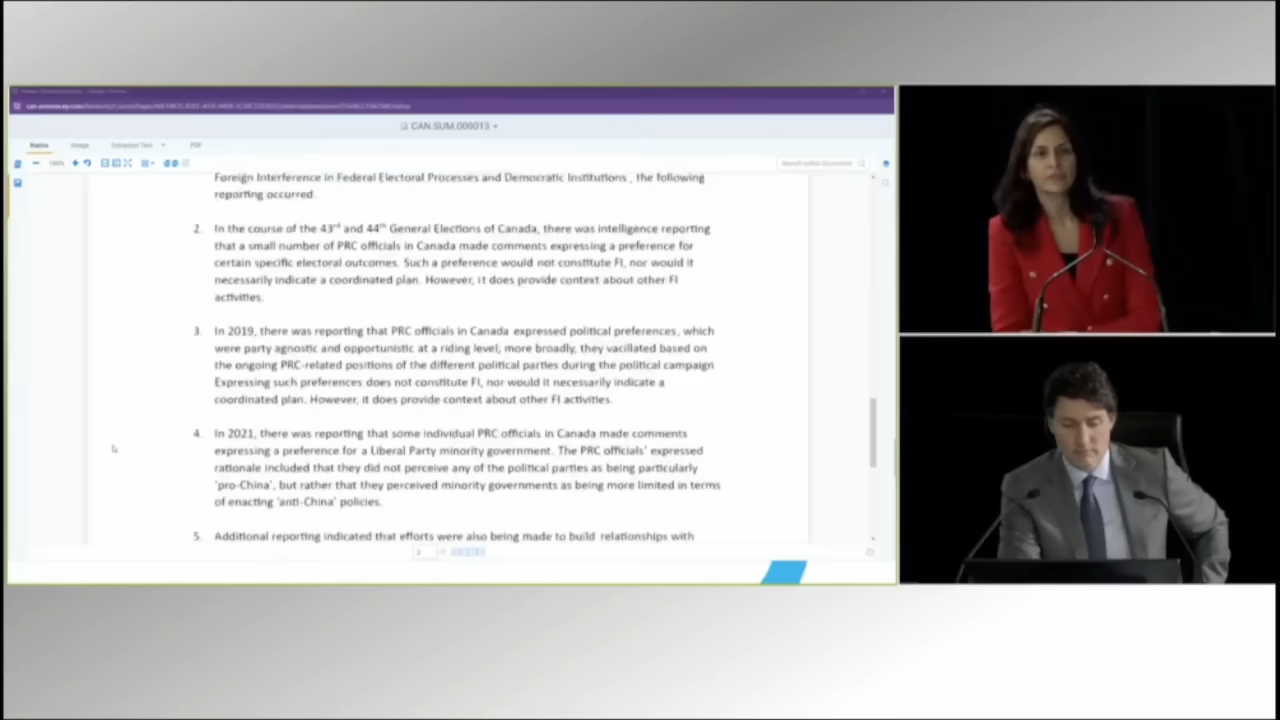 CAN.SUM.000013
Native
Image
Extracted Text
PDF
100%
Search within document
Foreign Interference in Federal Electoral Processes and Democratic Institutions , the following
reporting occurred.
2. In the course of the 43rd and 44th General Elections of Canada, there was intelligence reporting
that a small number of PRC officials in Canada made comments expressing a preference for
certain specific electoral outcomes. Such a preference would not constitute FI, nor would it
necessarily indicate a coordinated plan. However, it does provide context about other FI
activities.
3. In 2019, there was reporting that PRC officials in Canada expressed political preferences, which
were party agnostic and opportunistic at a riding level; more broadly, they vacillated based on
the ongoing PRC-related positions of the different political parties during the political campaign
Expressing such preferences does not constitute FI, nor would it necessarily indicate a
coordinated plan. However, it does provide context about other FI activities.
4. In 2021, there was reporting that some individual PRC officials in Canada made comments
expressing a preference for a Liberal Party minority government. The PRC officials' expressed
rationale included that they did not perceive any of the political parties as being particularly
'pro-China', but rather that they perceived minority governments as being more limited in terms
of enacting 'anti-China' policies.
5. Additional reporting indicated that efforts were also being made to build relationships with
2